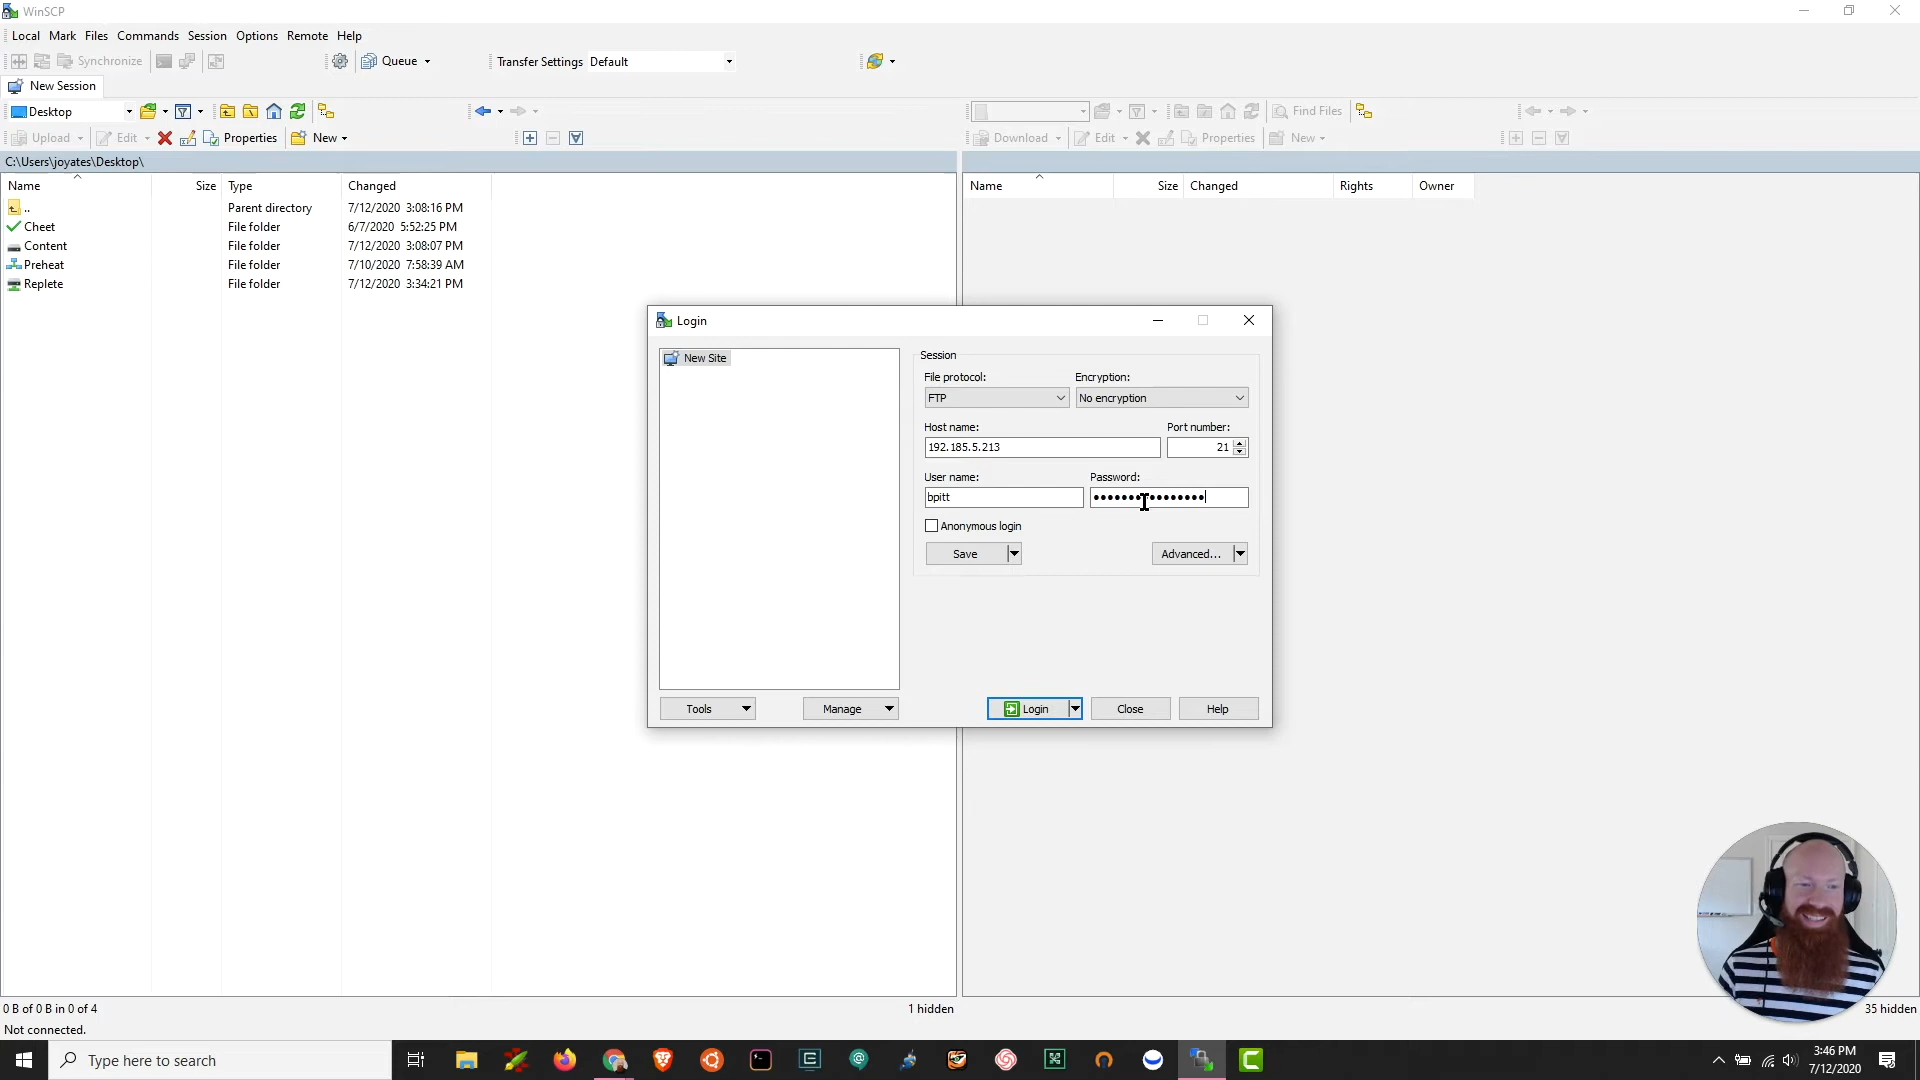 WinSCP
Local Mark Files Commands Session Options Remote Help
Synchronize Queue Transfer Settings Default
New Session
Desktop Find Files
Upload Edit Properties New Download Edit Properties New
C:\Users\joyates\Desktop\
Name Size Type Changed Name Size Changed Rights Owner
.. Parent directory 7/12/2020 3:08:16 PM
Cheet File folder 6/7/2020 5:52:25 PM
Content File folder 7/12/2020 3:08:07 PM
Preheat File folder 7/10/2020 7:58:39 AM
Replete File folder 7/12/2020 3:34:21 PM
Login
New Site
Session
File protocol: Encryption:
FTP No encryption
Host name: Port number:
192.185.5.213 21
User name: Password:
bpitt ••••••••••••••••
Anonymous login
Save Advanced...
Tools Manage Login Close Help
0 B of 0 B in 0 of 4 1 hidden 35 hidden
Not connected.
Type here to search
3:46 PM
7/12/2020